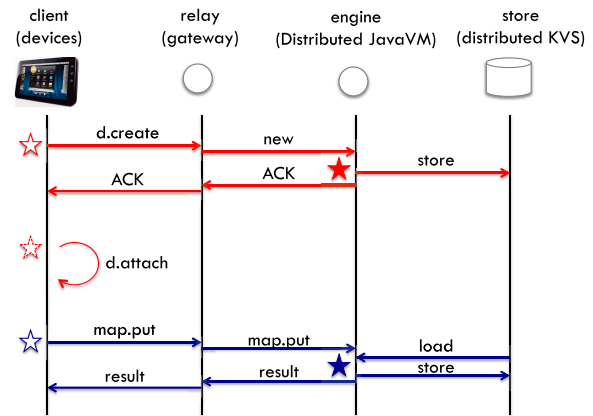 client
(devices)
relay
(gateway)
engine
(Distributed JavaVM)
store
(distributed KVS)
d.create
new
store
ACK
ACK
d.attach
map.put
map.put
load
store
result
result